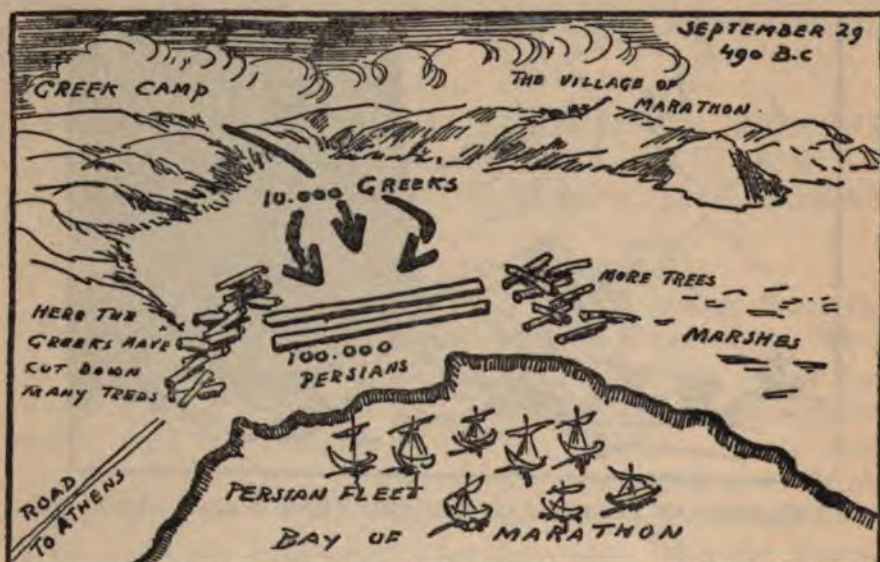 SEPTEMBER 29
490 B.C
GREEK CAMP
THE VILLAGE OF
MARATHON.
10.000 GREEKS
MORE TREES
HERE THE
GREEKS HAVE
CUT DOWN
MANY TREES
100.000
PERSIANS
MARSHES
ROAD
TO ATHENS
PERSIAN FLEET
BAY OF MARATHON